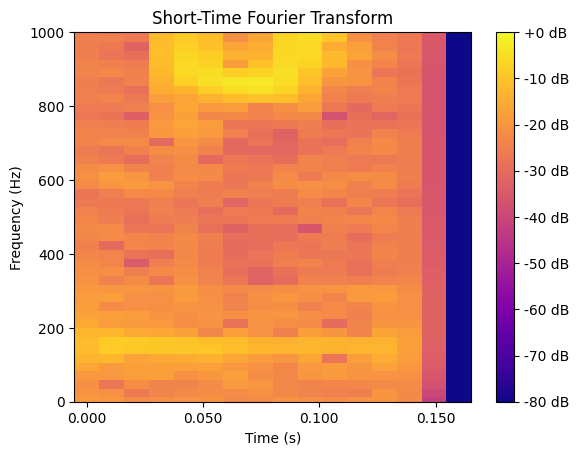 Short-Time Fourier Transform
Frequency (Hz)
1000
800
600
400
200
0
0.000
0.050
0.100
0.150
Time (s)
+0 dB
-10 dB
-20 dB
-30 dB
-40 dB
-50 dB
-60 dB
-70 dB
-80 dB